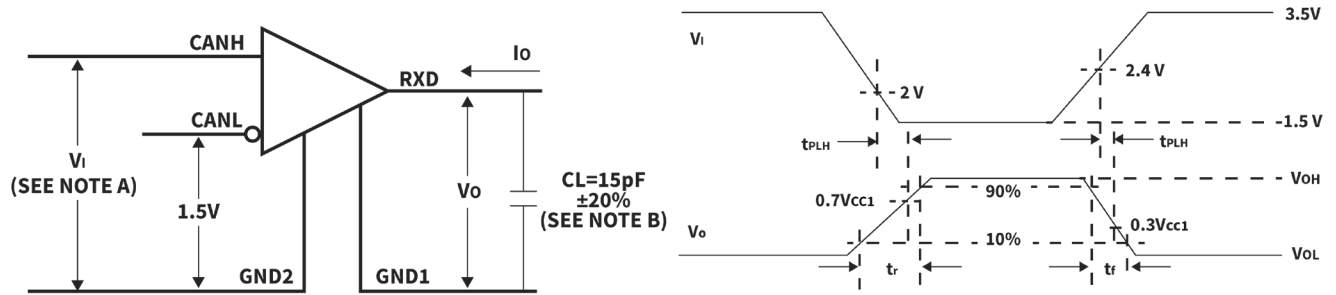 CANH
IO
RXD
CANL
VI
(SEE NOTE A)
1.5V
VO
CL=15pF
±20%
(SEE NOTE B)
GND2
GND1
3.5V
VI
2 V
2.4 V
1.5 V
tPLH
tPLH
VOH
90%
0.7VCC1
0.3VCC1
Vo
10%
VOL
tr
tf